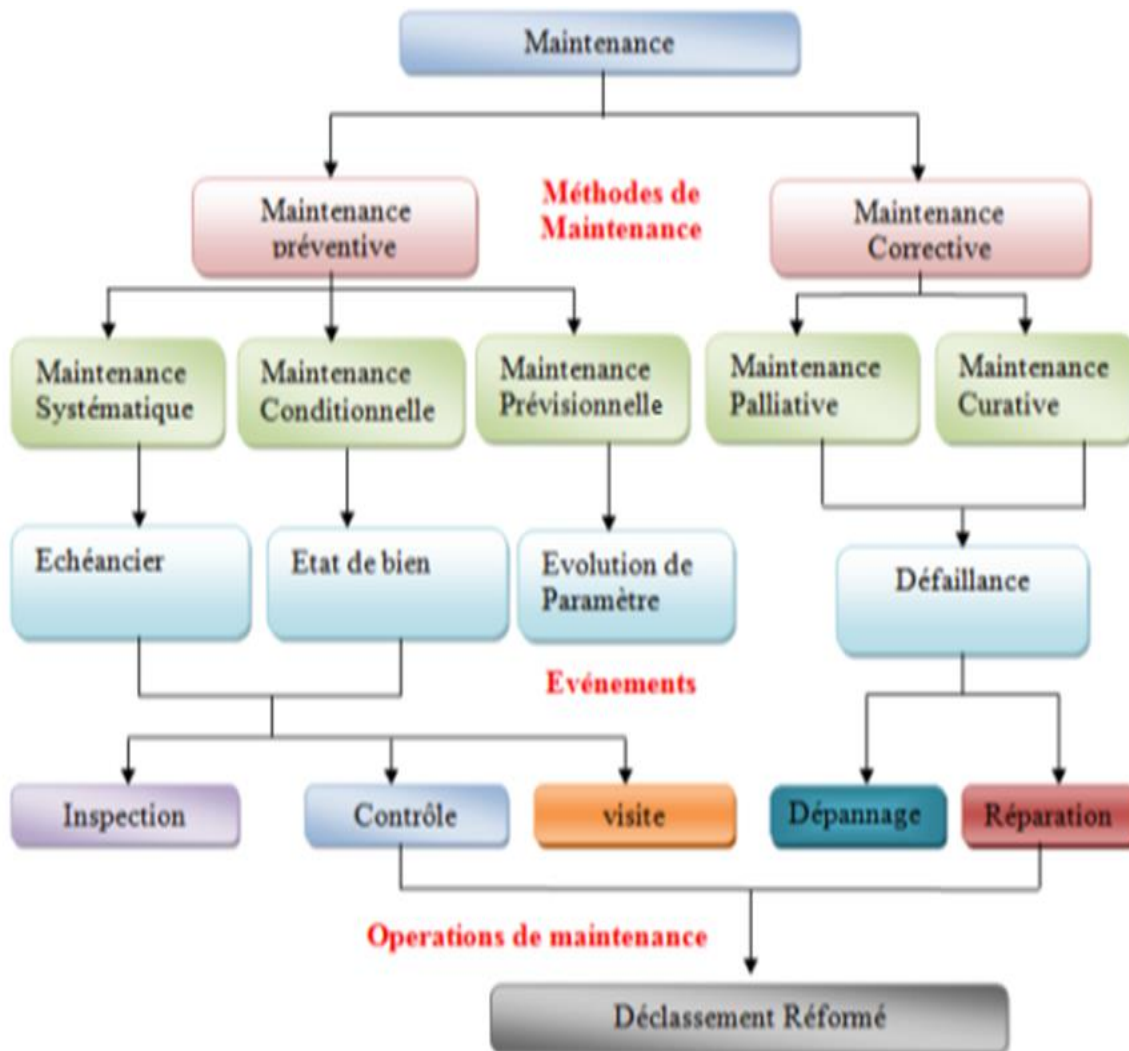 Maintenance
Maintenance
préventive
Méthodes de
Maintenance
Maintenance
Corrective
Maintenance
Systématique
Maintenance
Conditionnelle
Maintenance
Prévisionnelle
Maintenance
Palliative
Maintenance
Curative
Echéancier
Etat de bien
Evolution de
Paramètre
Défaillance
Evénements
Inspection
Contrôle
visite
Dépannage
Réparation
Operations de maintenance
Déclassement Réformé